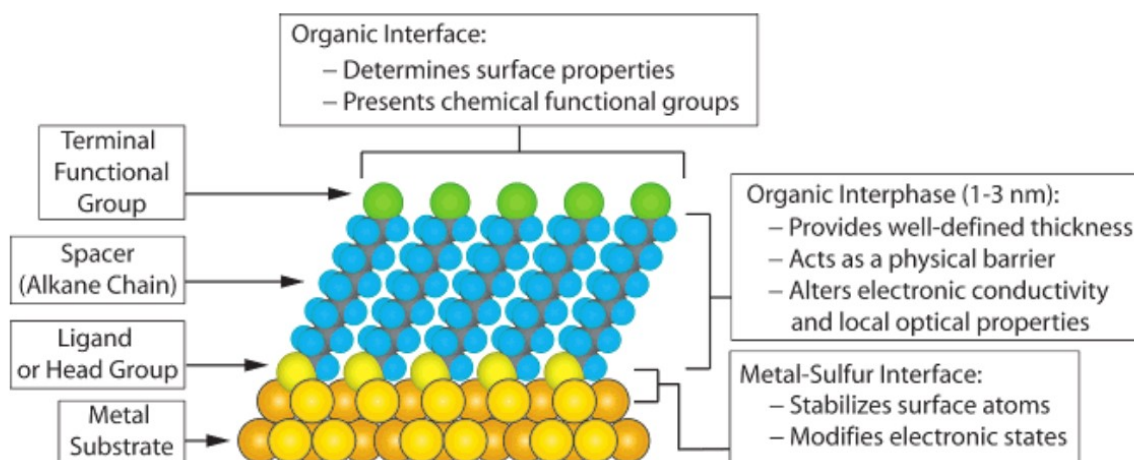 Organic Interface:
– Determines surface properties
– Presents chemical functional groups
Terminal
Functional
Group
Organic Interphase (1-3 nm):
– Provides well-defined thickness
– Acts as a physical barrier
– Alters electronic conductivity
and local optical properties
Spacer
(Alkane Chain)
Ligand
or Head Group
Metal-Sulfur Interface:
– Stabilizes surface atoms
– Modifies electronic states
Metal
Substrate